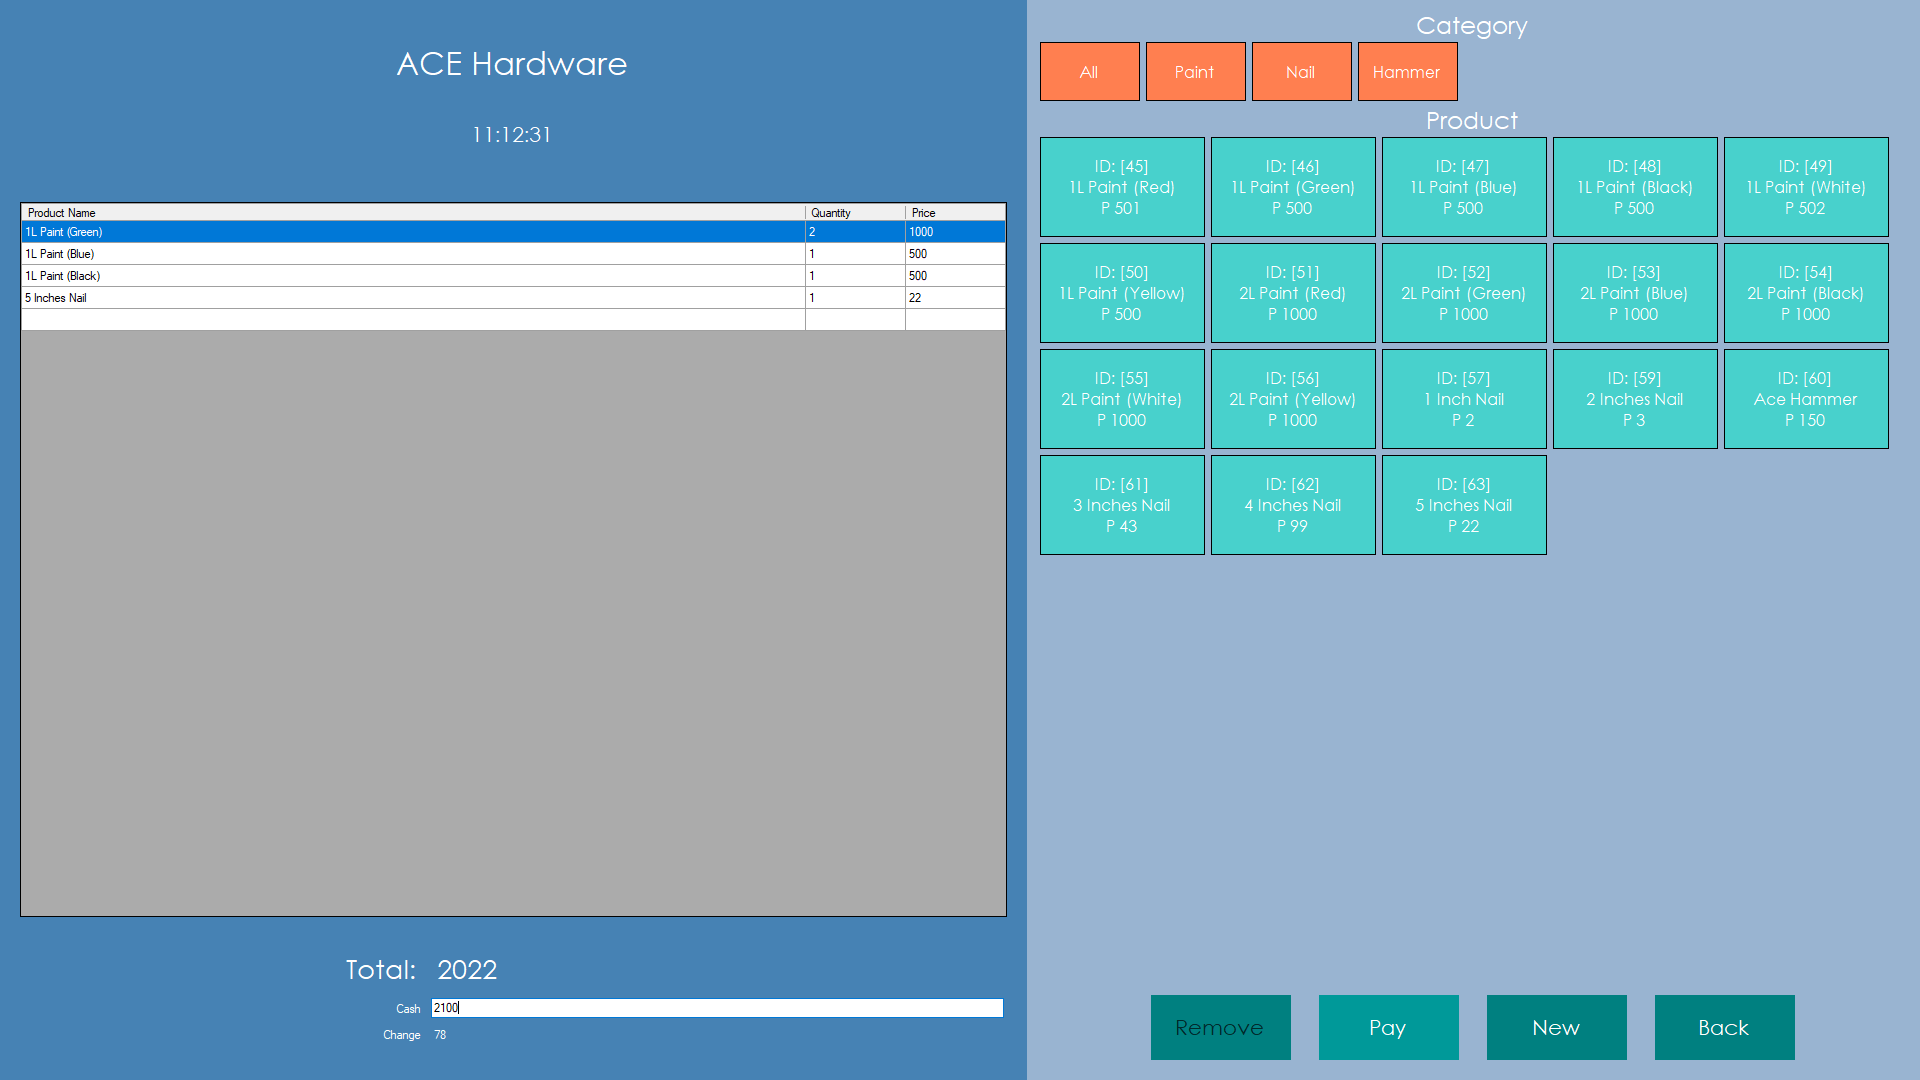 ACE Hardware
11:12:31
Product Name Quantity Price
1L Paint (Green) 2 1000
1L Paint (Blue) 1 500
1L Paint (Black) 1 500
5 Inches Nail 1 22
Total: 2022
Cash 2100
Change 78
Category
All Paint Nail Hammer
Product
ID: [45]
1L Paint (Red)
P 501
ID: [46]
1L Paint (Green)
P 500
ID: [47]
1L Paint (Blue)
P 500
ID: [48]
1L Paint (Black)
P 500
ID: [49]
1L Paint (White)
P 502
ID: [50]
1L Paint (Yellow)
P 500
ID: [51]
2L Paint (Red)
P 1000
ID: [52]
2L Paint (Green)
P 1000
ID: [53]
2L Paint (Blue)
P 1000
ID: [54]
2L Paint (Black)
P 1000
ID: [55]
2L Paint (White)
P 1000
ID: [56]
2L Paint (Yellow)
P 1000
ID: [57]
1 Inch Nail
P 2
ID: [59]
2 Inches Nail
P 3
ID: [60]
Ace Hammer
P 150
ID: [61]
3 Inches Nail
P 43
ID: [62]
4 Inches Nail
P 99
ID: [63]
5 Inches Nail
P 22
Remove Pay New Back